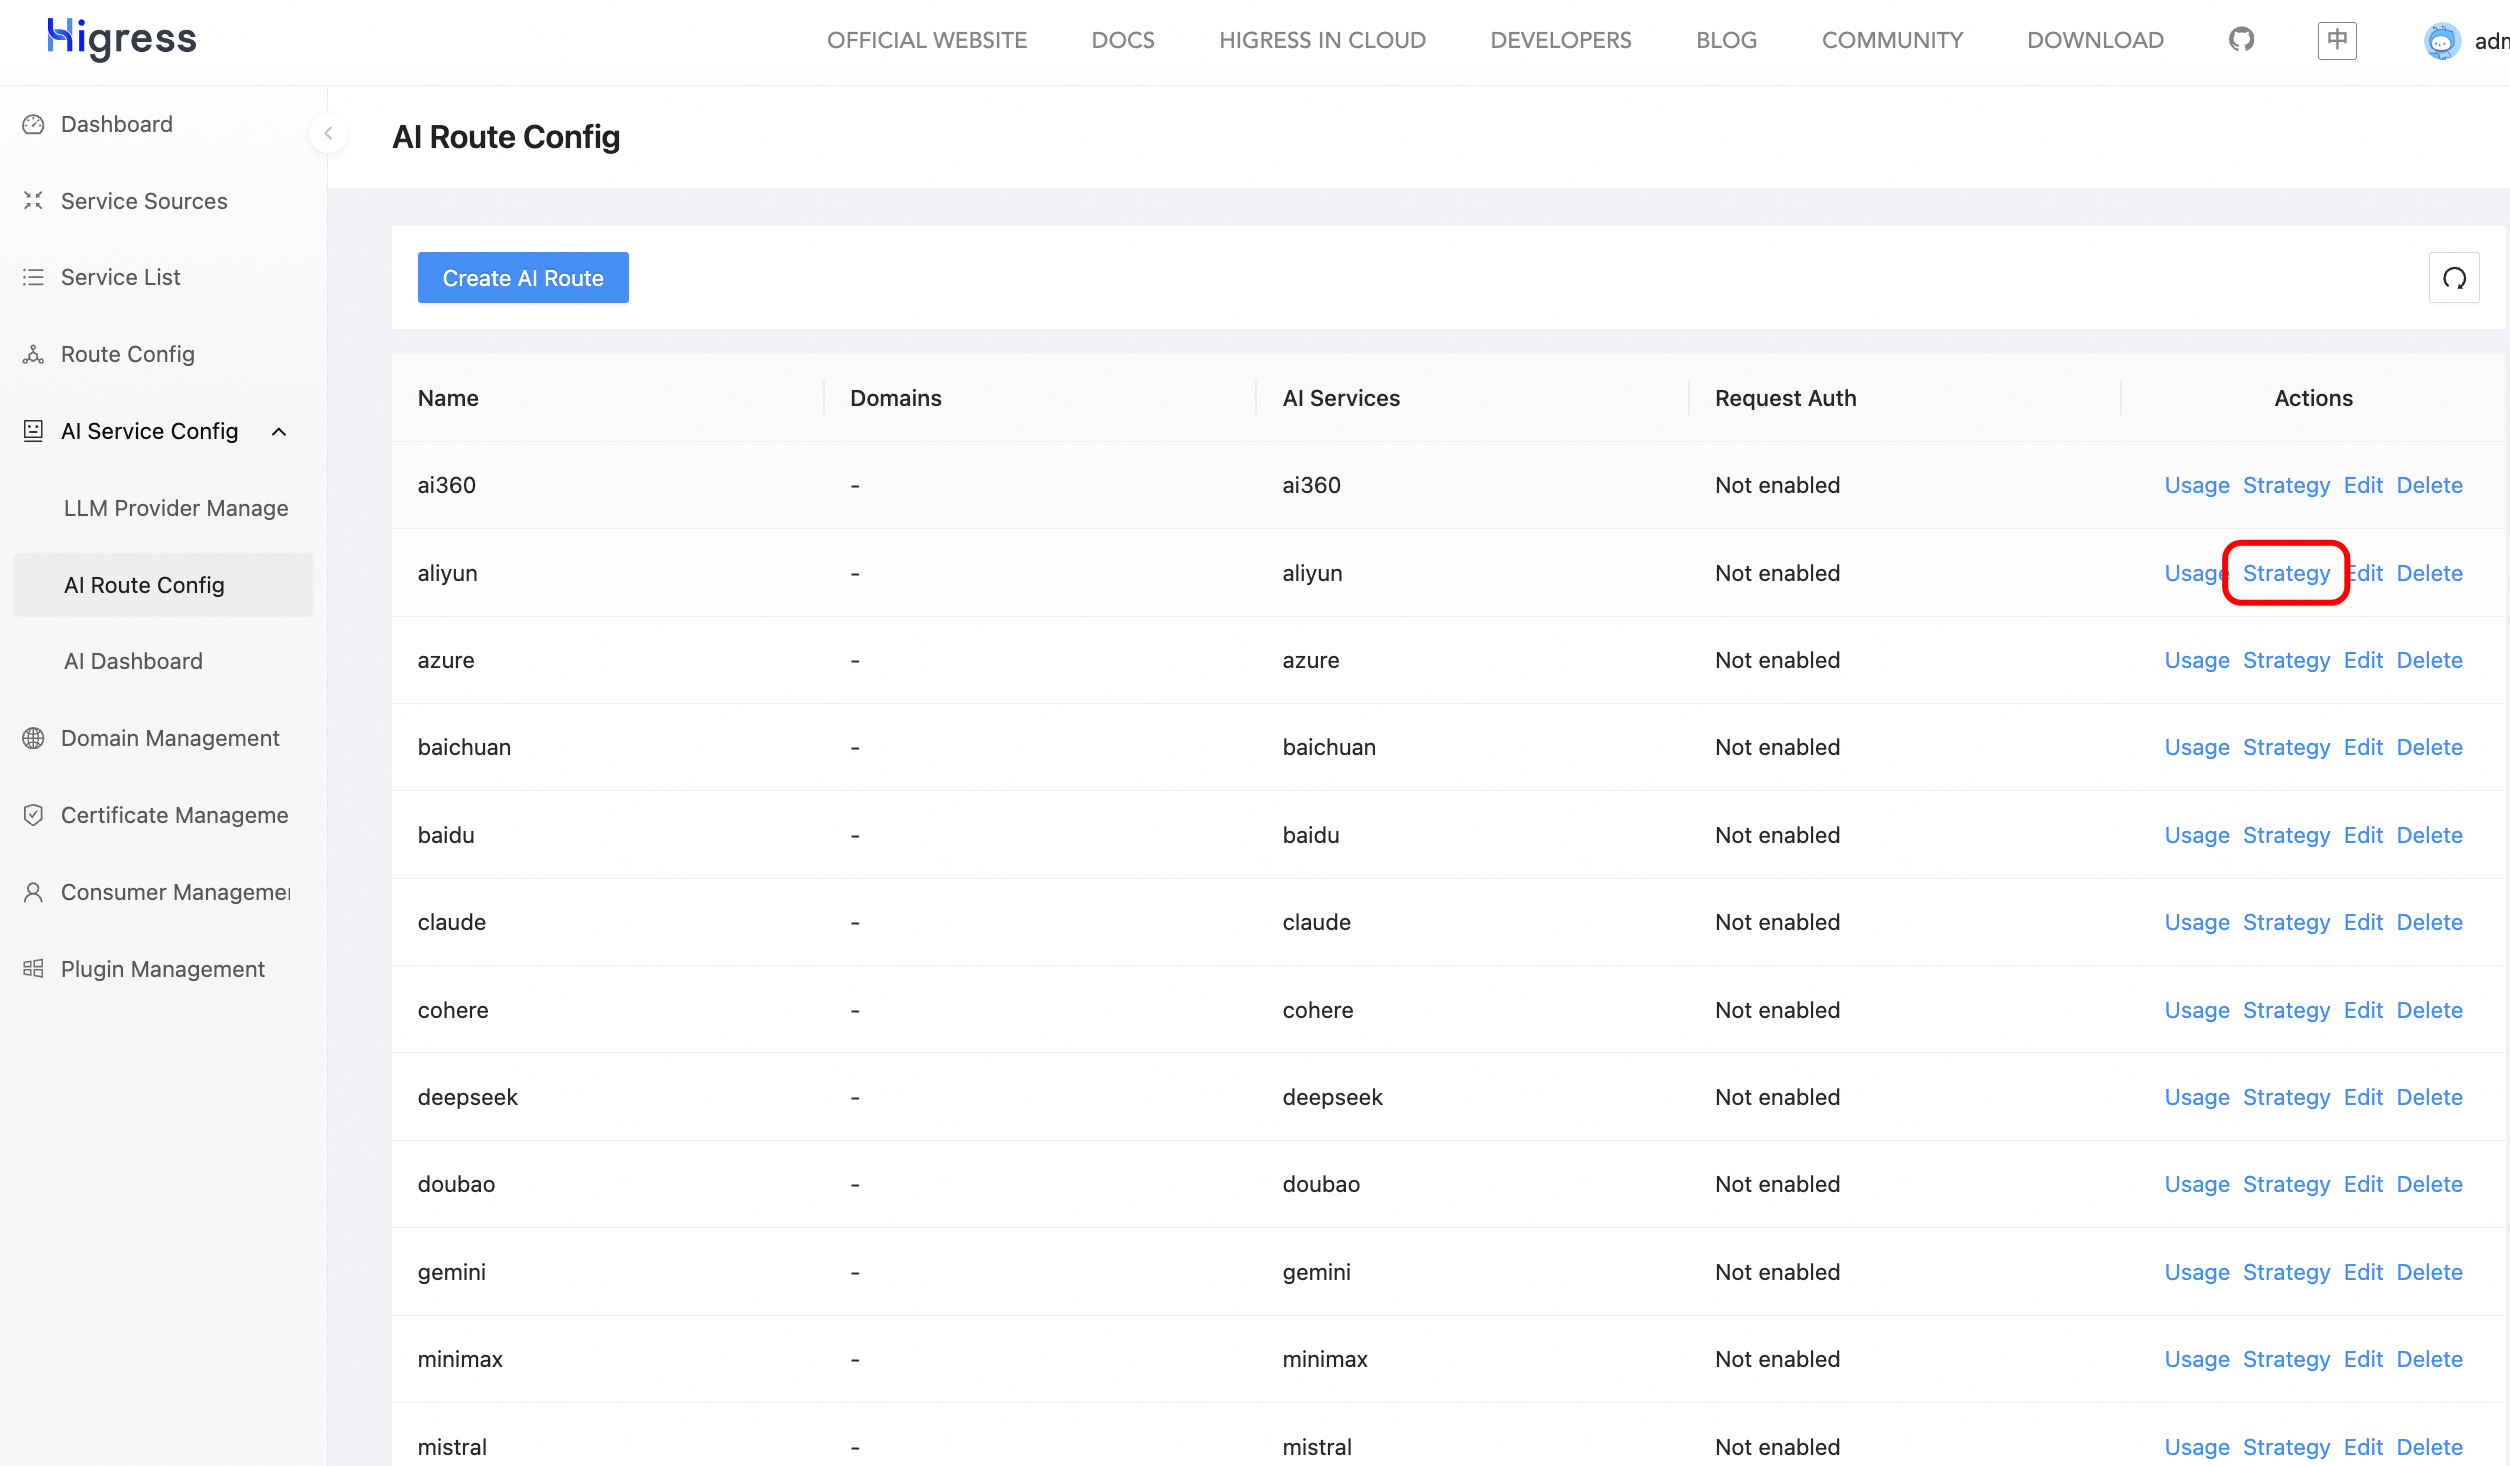 Higress
OFFICIAL WEBSITE DOCS HIGRESS IN CLOUD DEVELOPERS BLOG COMMUNITY DOWNLOAD 中 adm
Dashboard
Service Sources
Service List
Route Config
AI Service Config
LLM Provider Manage
AI Route Config
AI Dashboard
Domain Management
Certificate Manageme
Consumer Managemen
Plugin Management
AI Route Config
Create AI Route
Name Domains AI Services Request Auth Actions
ai360 - ai360 Not enabled Usage Strategy Edit Delete
aliyun - aliyun Not enabled Usage Strategy Edit Delete
azure - azure Not enabled Usage Strategy Edit Delete
baichuan - baichuan Not enabled Usage Strategy Edit Delete
baidu - baidu Not enabled Usage Strategy Edit Delete
claude - claude Not enabled Usage Strategy Edit Delete
cohere - cohere Not enabled Usage Strategy Edit Delete
deepseek - deepseek Not enabled Usage Strategy Edit Delete
doubao - doubao Not enabled Usage Strategy Edit Delete
gemini - gemini Not enabled Usage Strategy Edit Delete
minimax - minimax Not enabled Usage Strategy Edit Delete
mistral - mistral Not enabled Usage Strategy Edit Delete